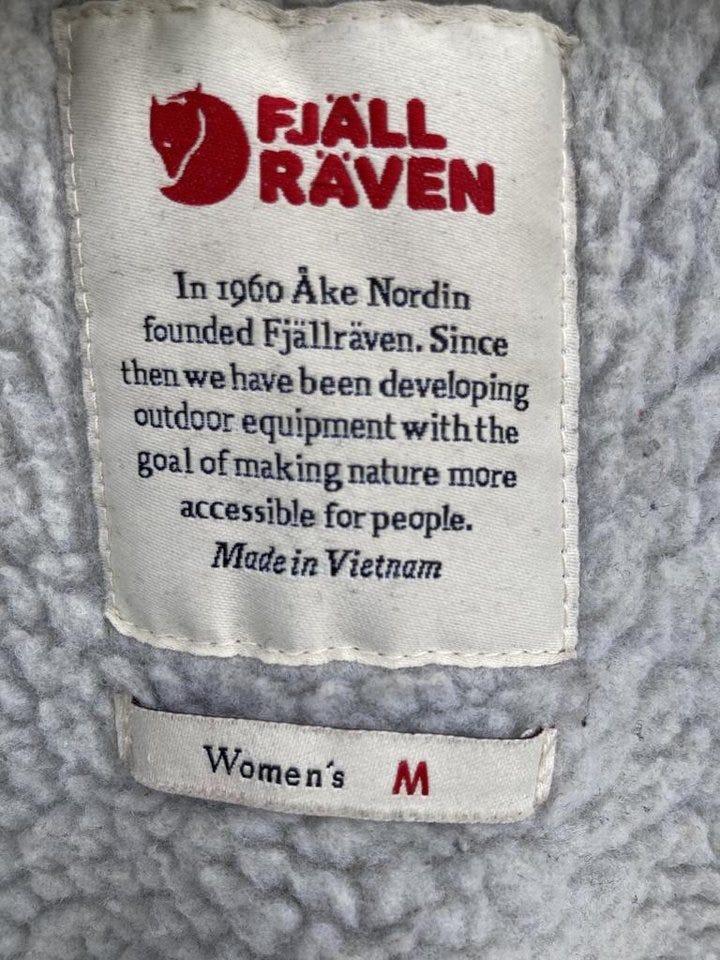 FJÄLL
RÄVEN
In 1960 Åke Nordin
founded Fjällräven. Since
then we have been developing
outdoor equipment with the
goal of making nature more
accessible for people.
Made in Vietnam
Women's M